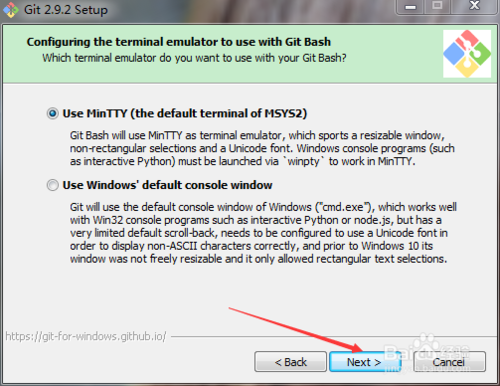 Git 2.9.2 Setup
Configuring the terminal emulator to use with Git Bash
Which terminal emulator do you want to use with your Git Bash?
Use MinTTY (the default terminal of MSYS2)
Git Bash will use MinTTY as terminal emulator, which sports a resizable window,
non-rectangular selections and a Unicode font. Windows console programs (such
as interactive Python) must be launched via `winpty` to work in MinTTY.
Use Windows' default console window
Git will use the default console window of Windows ("cmd.exe"), which works well
with Win32 console programs such as interactive Python or node.js, but has a
very limited default scroll-back, needs to be configured to use a Unicode font in
order to display non-ASCII characters correctly, and prior to Windows 10 its
window was not freely resizable and it only allowed rectangular text selections.
https://git-for-windows.github.io/
< Back
Next >
Cancel